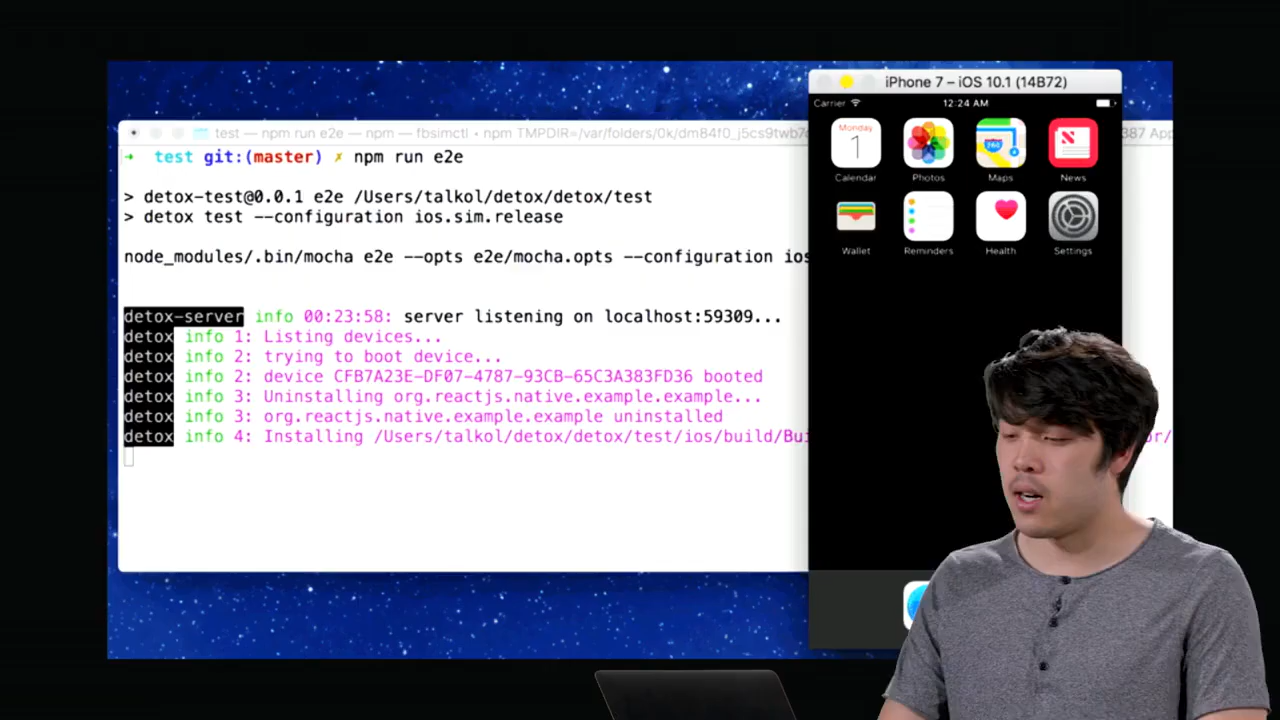 iPhone 7 – iOS 10.1 (14B72)
test — npm run e2e — npm — fbsimctl • npm TMPDIR=/var/folders/0k/dm84f0_j5cs9twb7
387 App
Carrier 12:24 AM
Monday
1
Calendar Photos Maps News
Wallet Reminders Health Settings
➜ test git:(master) ✗ npm run e2e
> detox-test@0.0.1 e2e /Users/talkol/detox/detox/test
> detox test --configuration ios.sim.release
node_modules/.bin/mocha e2e --opts e2e/mocha.opts --configuration ios
detox-server info 00:23:58: server listening on localhost:59309...
detox info 1: Listing devices...
detox info 2: trying to boot device...
detox info 2: device CFB7A23E-DF07-4787-93CB-65C3A383FD36 booted
detox info 3: Uninstalling org.reactjs.native.example.example...
detox info 3: org.reactjs.native.example.example uninstalled
detox info 4: Installing /Users/talkol/detox/detox/test/ios/build/Bui
or/